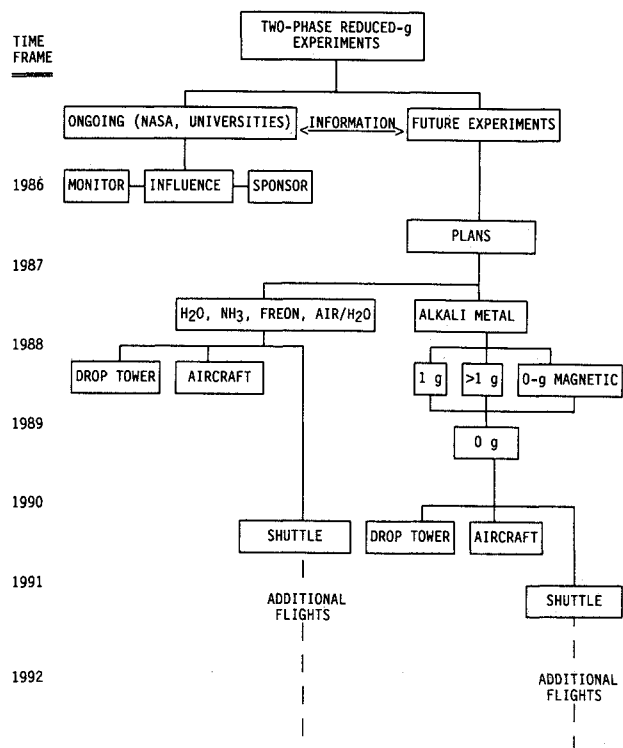 TWO-PHASE REDUCED-g
EXPERIMENTS
TIME
FRAME
ONGOING (NASA, UNIVERSITIES)
INFORMATION
FUTURE EXPERIMENTS
1986
MONITOR
INFLUENCE
SPONSOR
PLANS
1987
H2O, NH3, FREON, AIR/H2O
ALKALI METAL
1988
DROP TOWER
AIRCRAFT
1 g
>1 g
0-g MAGNETIC
1989
0 g
1990
SHUTTLE
DROP TOWER
AIRCRAFT
1991
ADDITIONAL
FLIGHTS
SHUTTLE
1992
ADDITIONAL
FLIGHTS